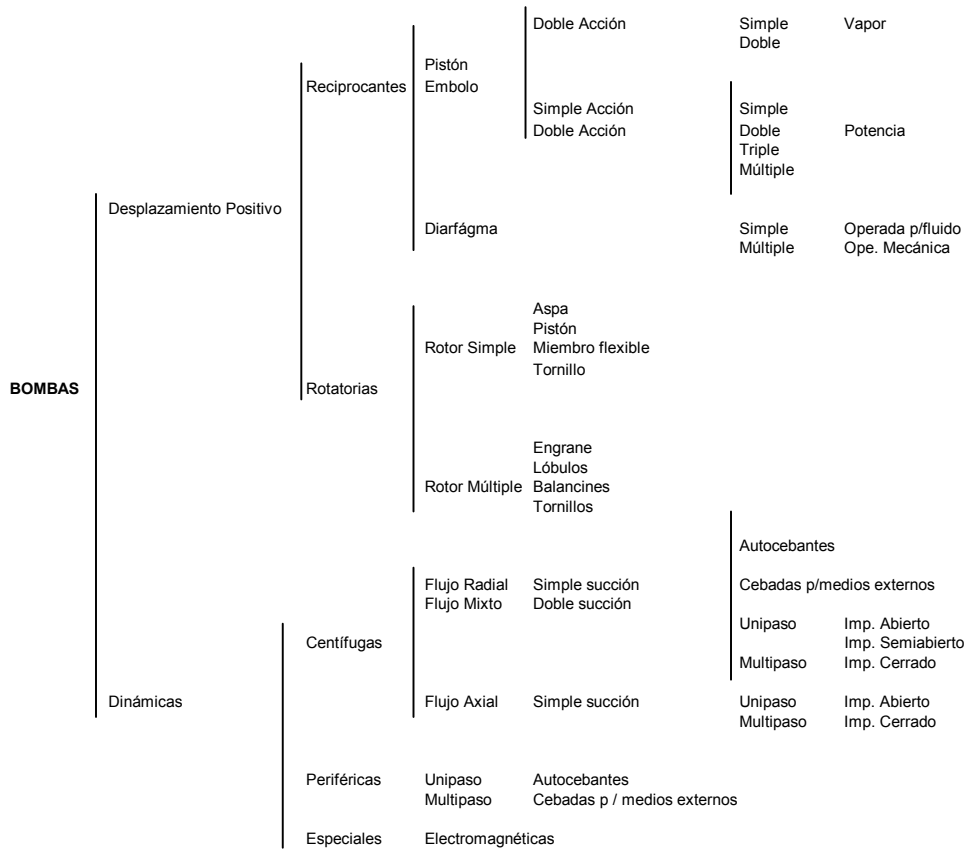 Doble Acción Simple Vapor
Doble
Pistón
Reciprocantes Embolo
Simple Acción Simple
Doble Acción Doble Potencia
Triple
Múltiple
Desplazamiento Positivo
Diarfágma Simple Operada p/fluido
Múltiple Ope. Mecánica
Aspa
Pistón
Rotor Simple Miembro flexible
Tornillo
BOMBAS Rotatorias
Engrane
Lóbulos
Rotor Múltiple Balancines
Tornillos
Autocebantes
Flujo Radial Simple succión Cebadas p/medios externos
Flujo Mixto Doble succión
Unipaso Imp. Abierto
Centífugas Imp. Semiabierto
Multipaso Imp. Cerrado
Dinámicas Flujo Axial Simple succión Unipaso Imp. Abierto
Multipaso Imp. Cerrado
Periféricas Unipaso Autocebantes
Multipaso Cebadas p / medios externos
Especiales Electromagnéticas